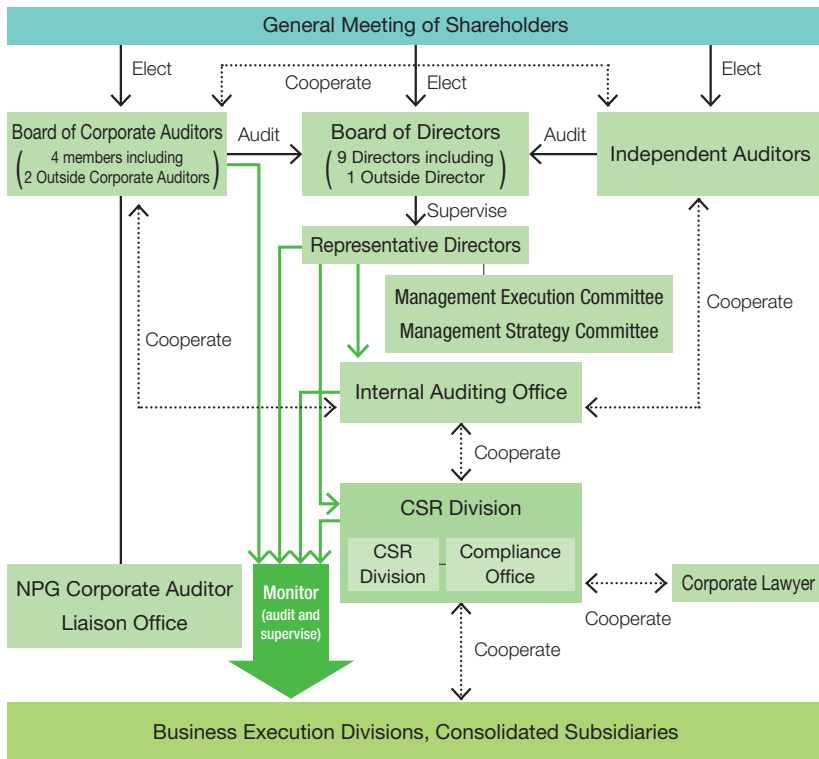 General Meeting of Shareholders
Elect
Cooperate
Elect
Elect
Board of Corporate Auditors
(4 members including
2 Outside Corporate Auditors)
Audit
Board of Directors
(9 Directors including
1 Outside Director)
Audit
Independent Auditors
Supervise
Representative Directors
Management Execution Committee
Management Strategy Committee
Cooperate
Cooperate
Internal Auditing Office
Cooperate
CSR Division
CSR
Division
Compliance
Office
NPG Corporate Auditor
Liaison Office
Monitor
(audit and
supervise)
Corporate Lawyer
Cooperate
Cooperate
Business Execution Divisions, Consolidated Subsidiaries